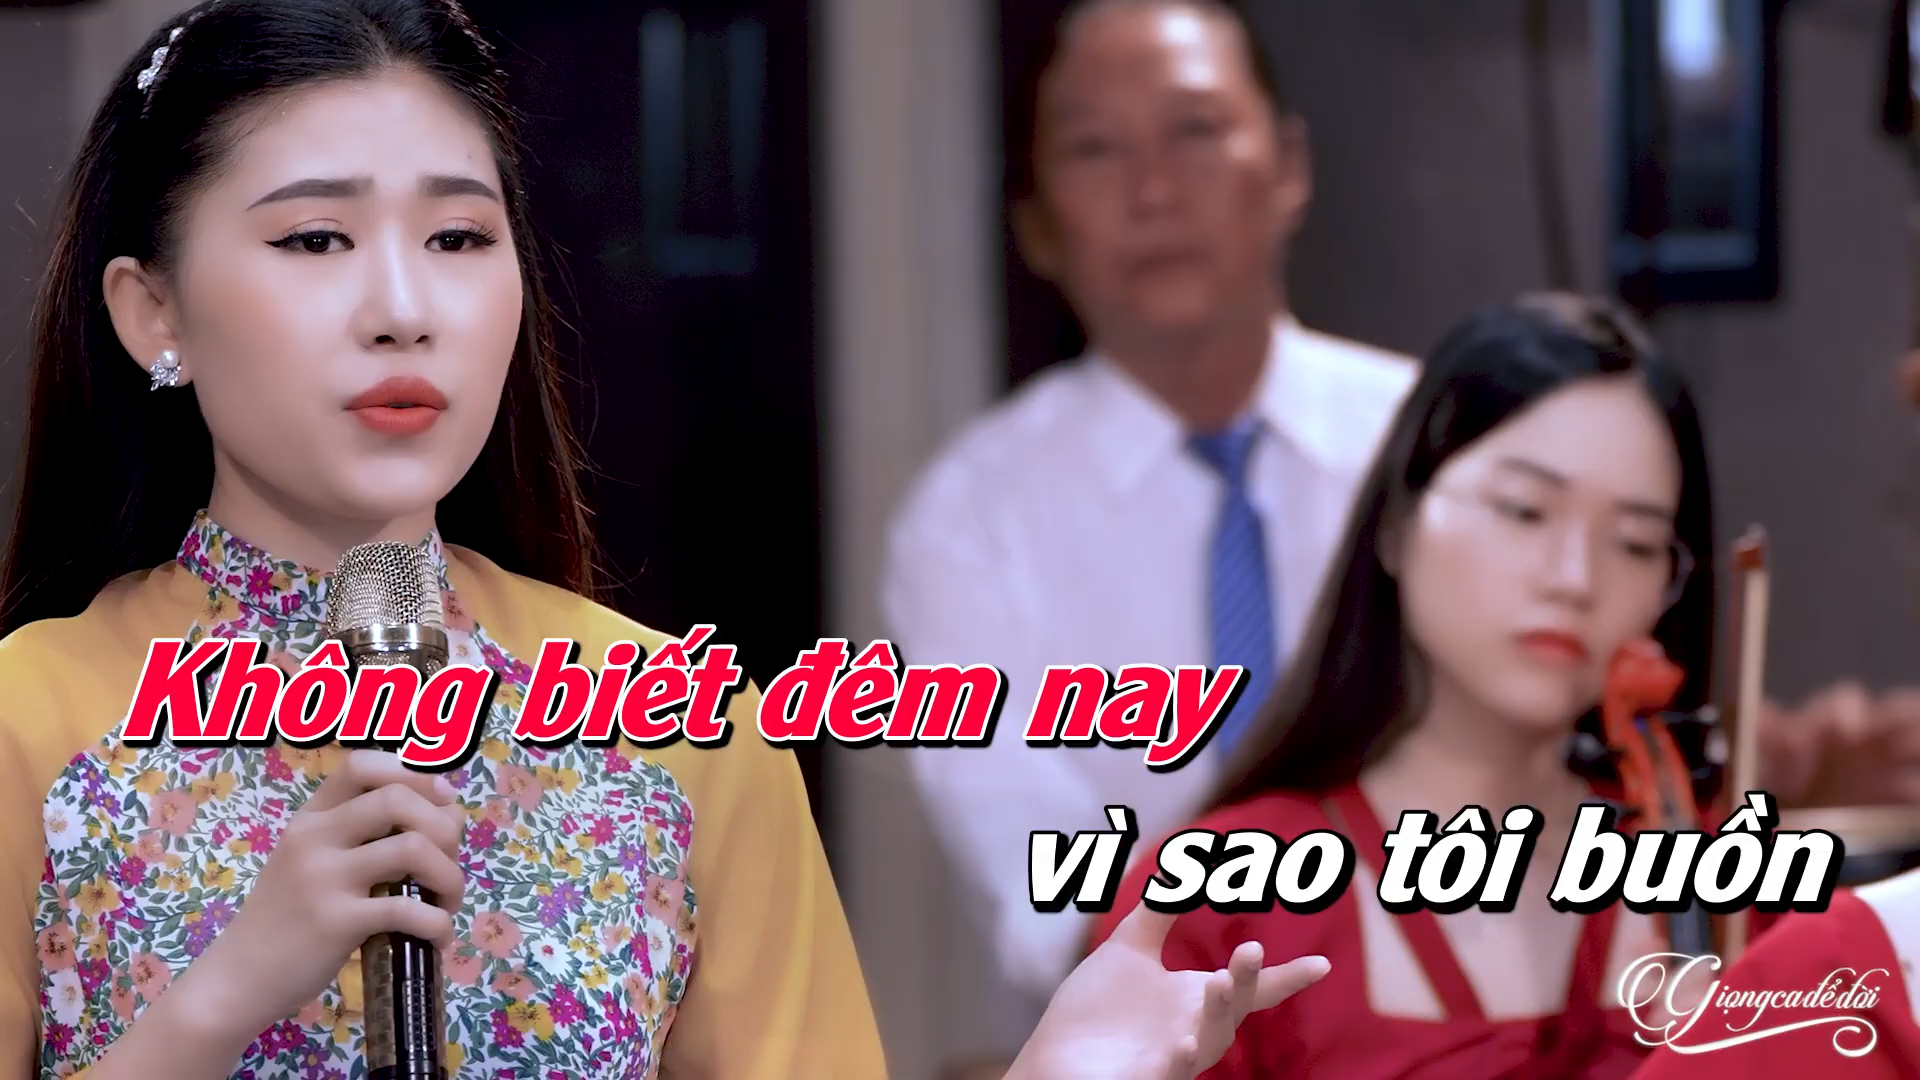 Không biết đêm nay
vì sao tôi buồn
Giọngcađểđời